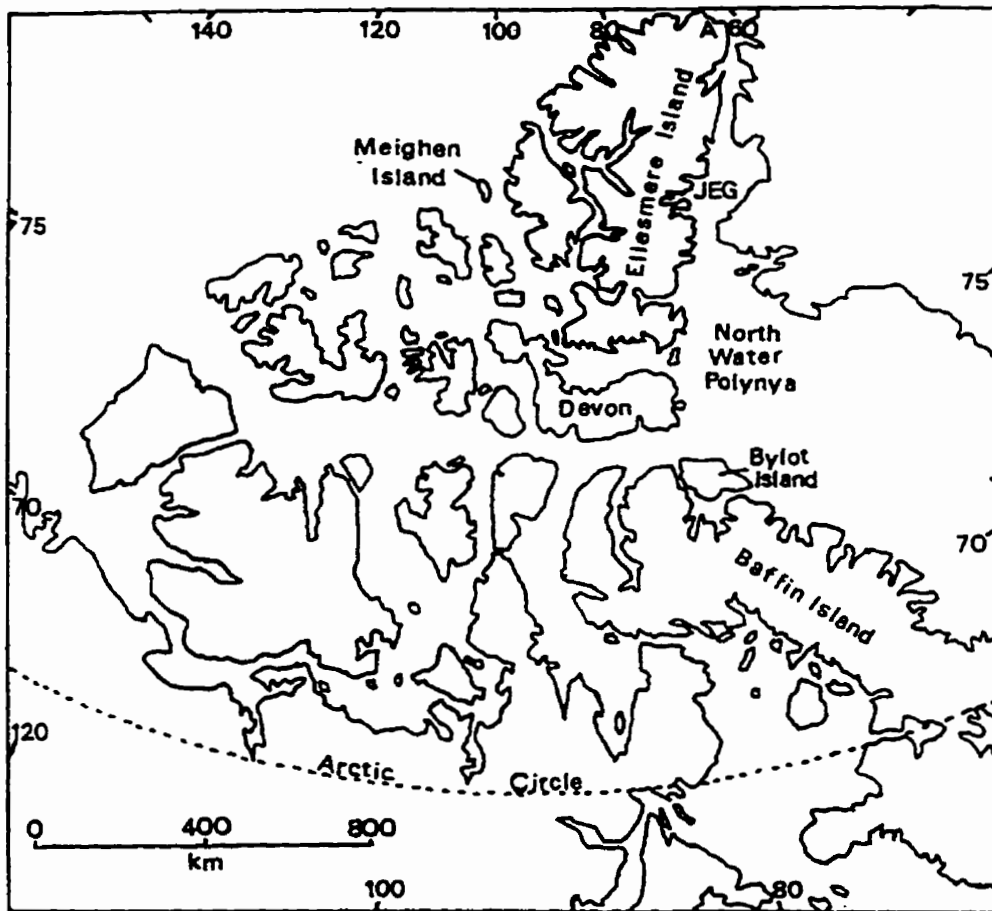 140 120 100 80 A 60
Ellesmere Island
Meighen
Island
JEG
75
75
North
Water
Polynya
Devon
Bylot
Island
70
70
Baffin Island
120
Arctic Circle
0 400 800
km
100 80